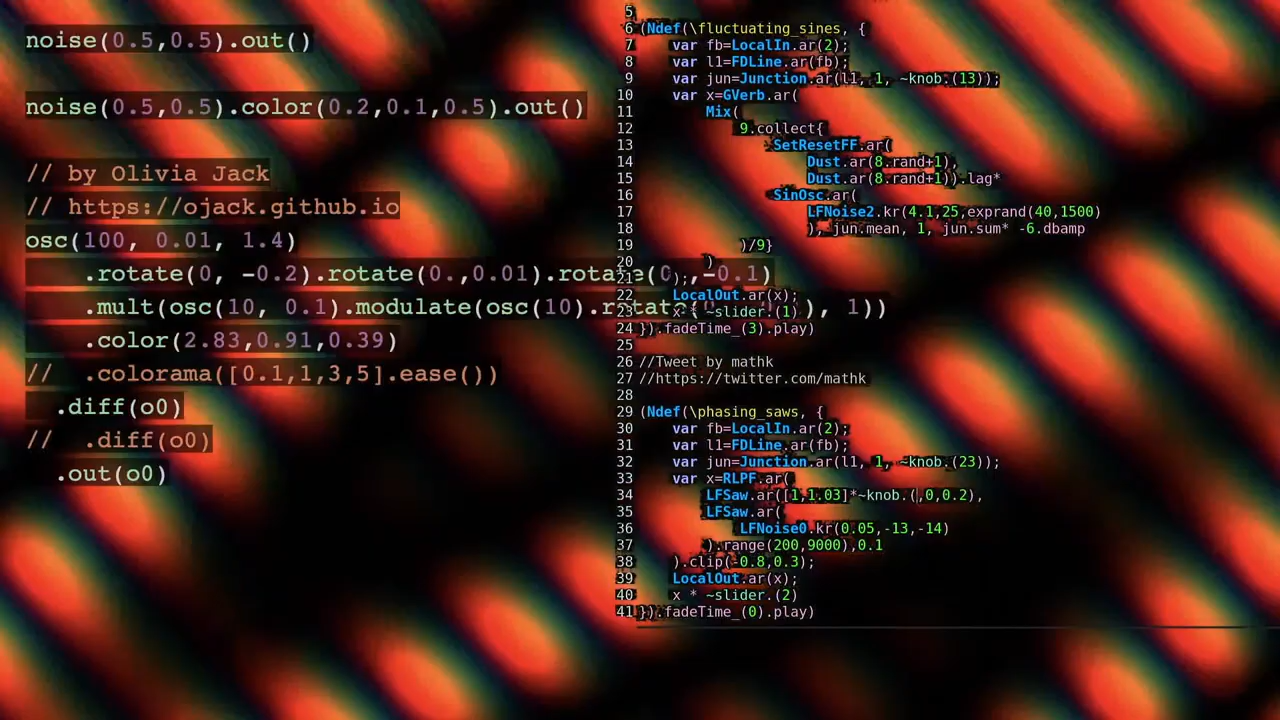 noise(0.5,0.5).out()
noise(0.5,0.5).color(0.2,0.1,0.5).out()
// by Olivia Jack
// https://ojack.github.io
osc(100, 0.01, 1.4)
    .rotate(0, -0.2).rotate(0.,0.01).rotate(0.,-0.1)
    .mult(osc(10, 0.1).modulate(osc(10).rotate( ), 1))
    .color(2.83,0.91,0.39)
//  .colorama([0.1,1,3,5].ease())
  .diff(o0)
//  .diff(o0)
  .out(o0)
5
6 (Ndef(\fluctuating_sines, {
7     var fb=LocalIn.ar(2);
8     var l1=FDLine.ar(fb);
9     var jun=Junction.ar(l1, 1, ~knob.(13));
10     var x=GVerb.ar(
11         Mix(
12             9.collect{
13                 SetResetFF.ar(
14                     Dust.ar(8.rand+1),
15                     Dust.ar(8.rand+1)).lag*
16                 SinOsc.ar(
17                     LFNoise2.kr(4.1,25,exprand(40,1500)
18                     ), jun.mean, 1, jun.sum* -6.dbamp
19             )/9}
20         )
21     );
22     LocalOut.ar(x);
23     x * ~slider.(1)
24 }).fadeTime_(3).play)
25
26 //Tweet by mathk
27 //https://twitter.com/mathk
28
29 (Ndef(\phasing_saws, {
30     var fb=LocalIn.ar(2);
31     var l1=FDLine.ar(fb);
32     var jun=Junction.ar(l1, 1, ~knob.(23));
33     var x=RLPF.ar(
34         LFSaw.ar([1,1.03]*~knob.(,0,0.2),
35         LFSaw.ar(
36             LFNoise0.kr(0.05,-13,-14)
37         ).range(200,9000),0.1
38     ).clip(-0.8,0.3);
39     LocalOut.ar(x);
40     x * ~slider.(2)
41 }).fadeTime_(0).play)